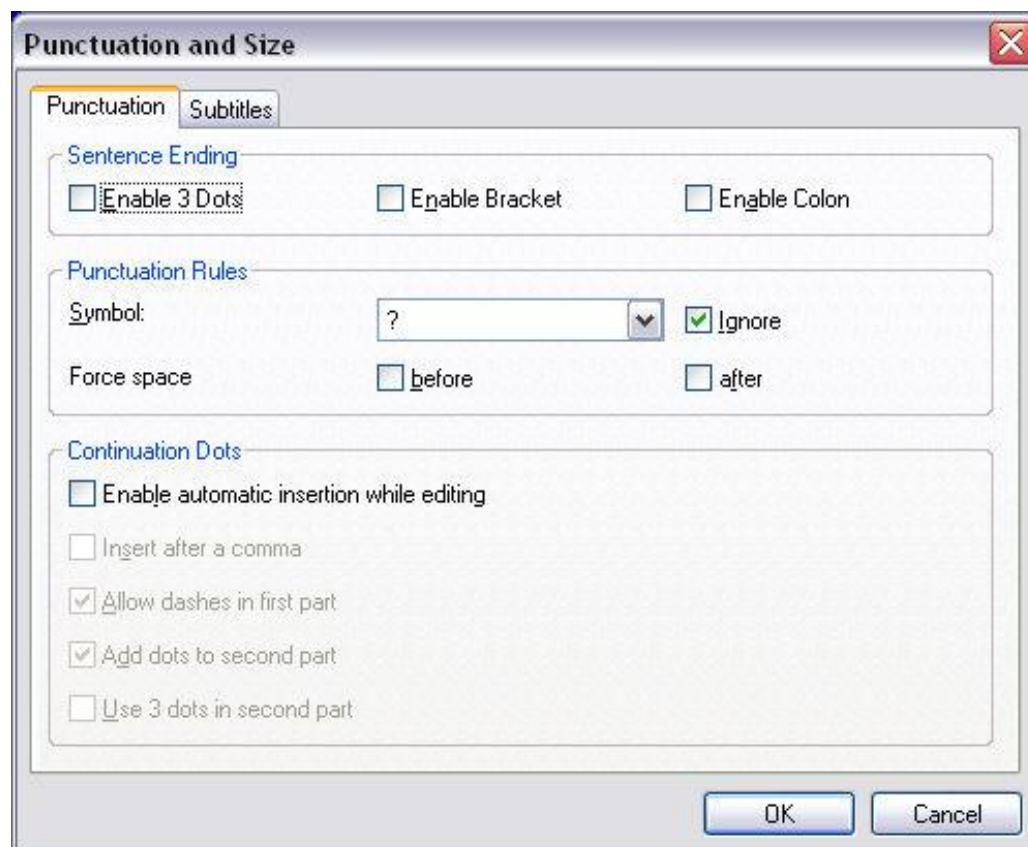 Punctuation and Size
Punctuation Subtitles
Sentence Ending
Enable 3 Dots Enable Bracket Enable Colon
Punctuation Rules
Symbol: ? Ignore
Force space before after
Continuation Dots
Enable automatic insertion while editing
Insert after a comma
Allow dashes in first part
Add dots to second part
Use 3 dots in second part
OK Cancel